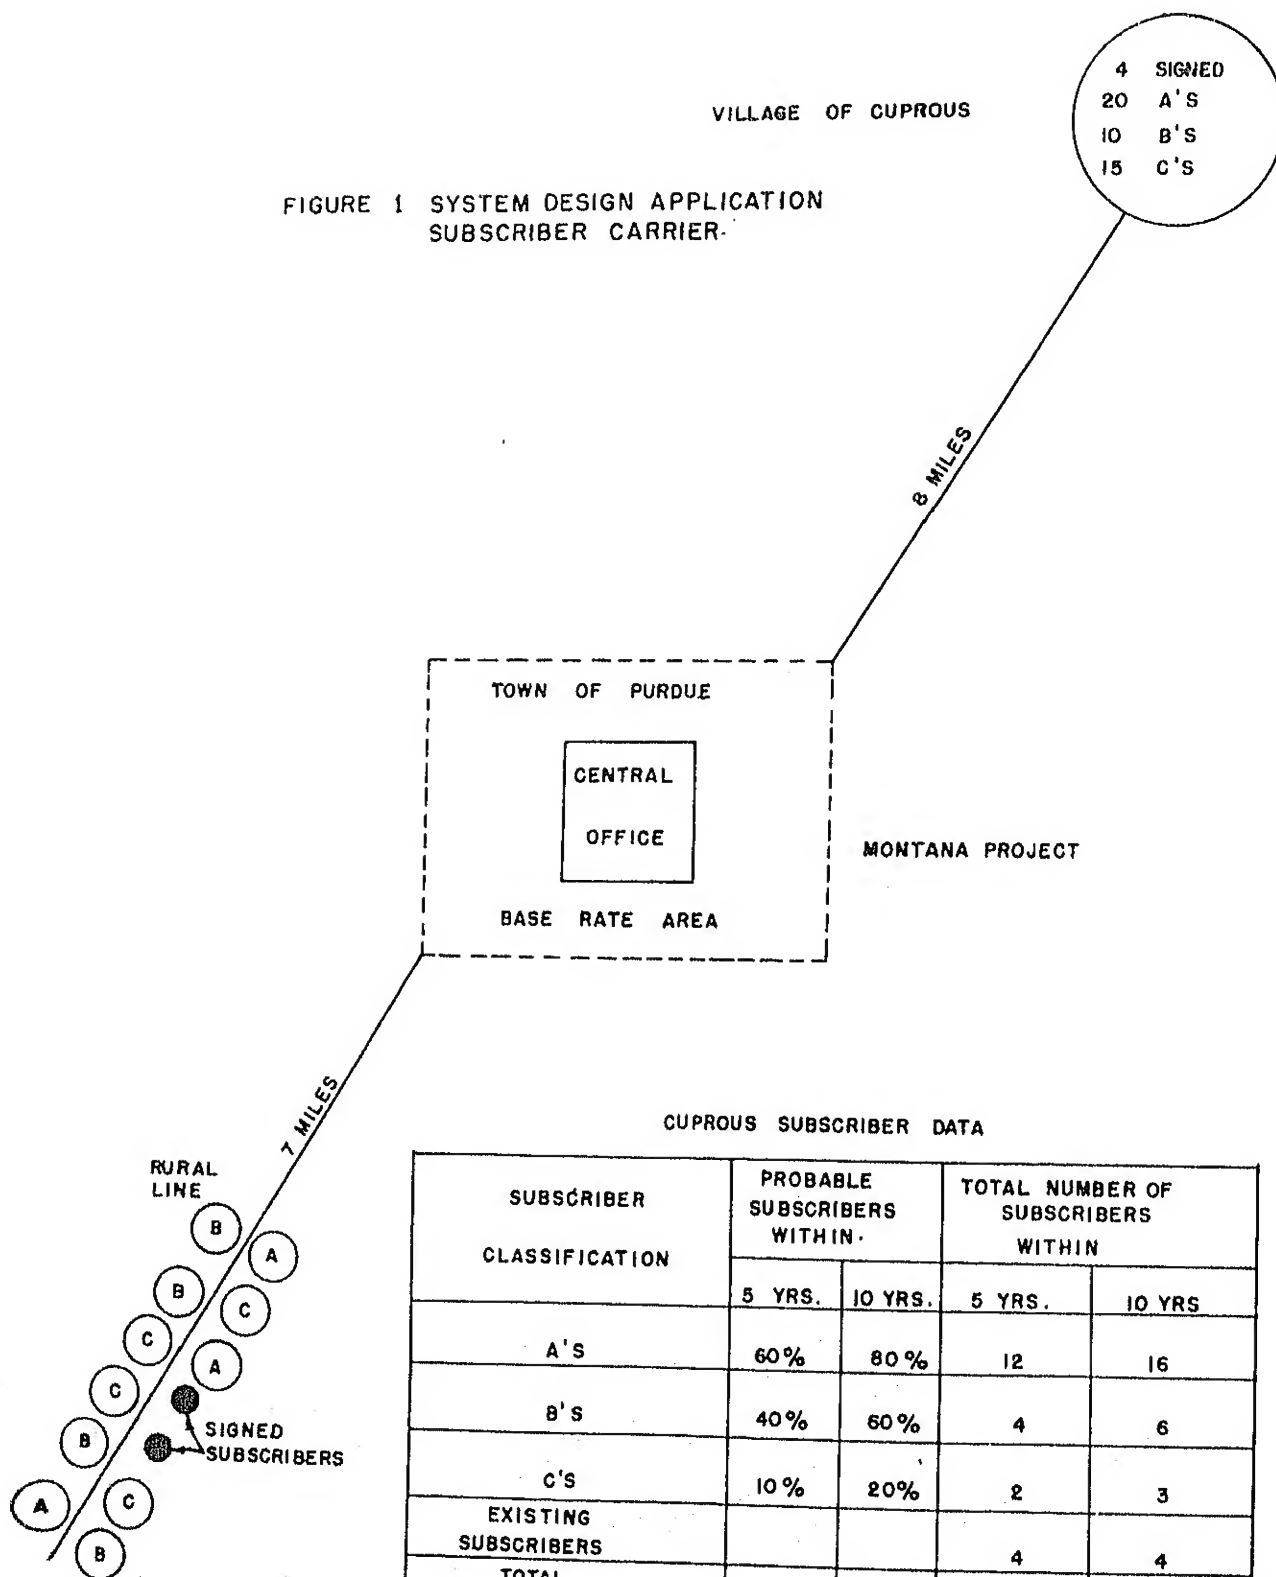 VILLAGE OF CUPROUS
4 SIGNED
20 A'S
10 B'S
15 C'S
FIGURE 1 SYSTEM DESIGN APPLICATION
SUBSCRIBER CARRIER.
8 MILES
TOWN OF PURDUE
CENTRAL
OFFICE
BASE RATE AREA
MONTANA PROJECT
7 MILES
RURAL
LINE
B
A
B
C
C
A
C
B
SIGNED
SUBSCRIBERS
A
C
B
CUPROUS SUBSCRIBER DATA
SUBSCRIBER
CLASSIFICATION
PROBABLE
SUBSCRIBERS
WITHIN.
TOTAL NUMBER OF
SUBSCRIBERS
WITHIN
5 YRS. 10 YRS. 5 YRS. 10 YRS
A'S 60% 80% 12 16
B'S 40% 60% 4 6
C'S 10% 20% 2 3
EXISTING
SUBSCRIBERS 4 4
TOTAL